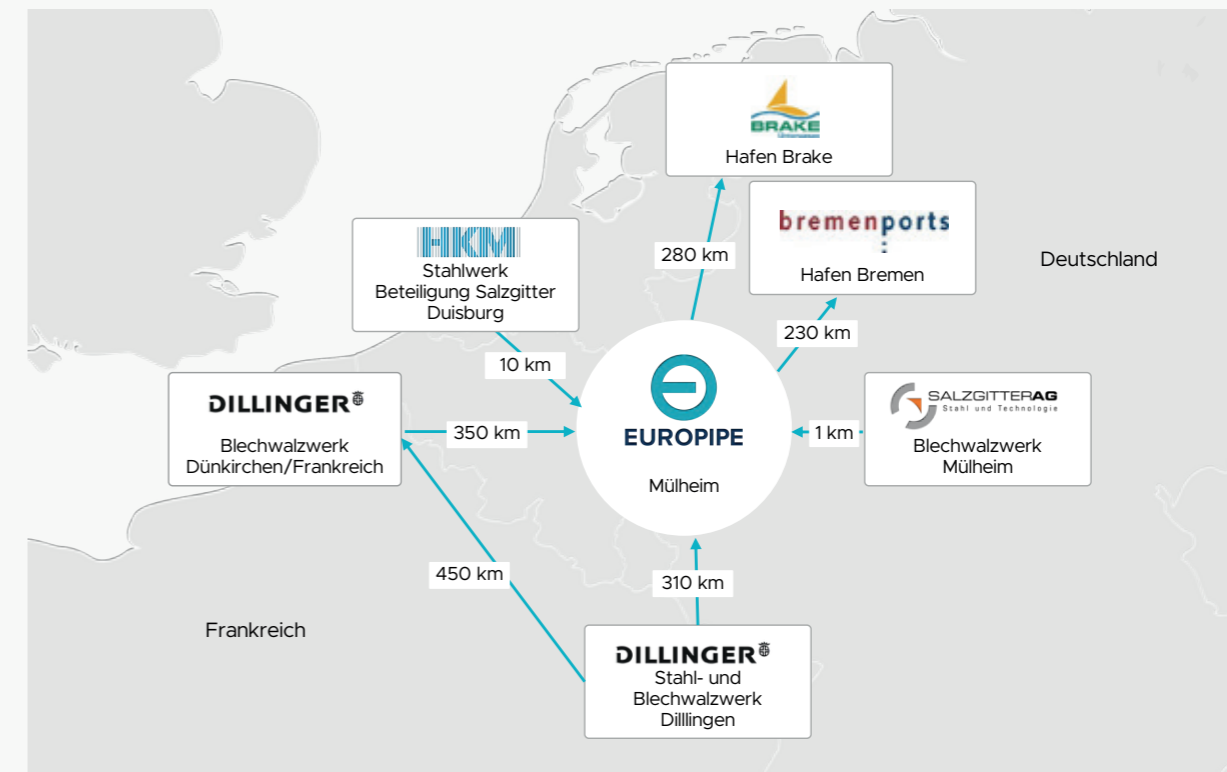 BRAKE
Hafen Brake
bremenports
Hafen Bremen
Deutschland
280 km
230 km
HKM
Stahlwerk
Beteiligung Salzgitter
Duisburg
10 km
DILLINGER
Blechwalzwerk
Dünkirchen/Frankreich
350 km
EUROPIPE
Mülheim
1 km
SALZGITTERAG
Stahl und Technologie
Blechwalzwerk
Mülheim
450 km
310 km
Frankreich
DILLINGER
Stahl- und
Blechwalzwerk
Dilllingen